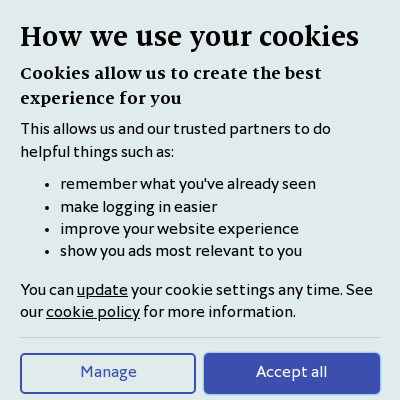 How we use your cookies
Cookies allow us to create the best
experience for you
This allows us and our trusted partners to do
helpful things such as:
• remember what you've already seen
• make logging in easier
• improve your website experience
• show you ads most relevant to you
You can update your cookie settings any time. See
our cookie policy for more information.
Manage
Accept all